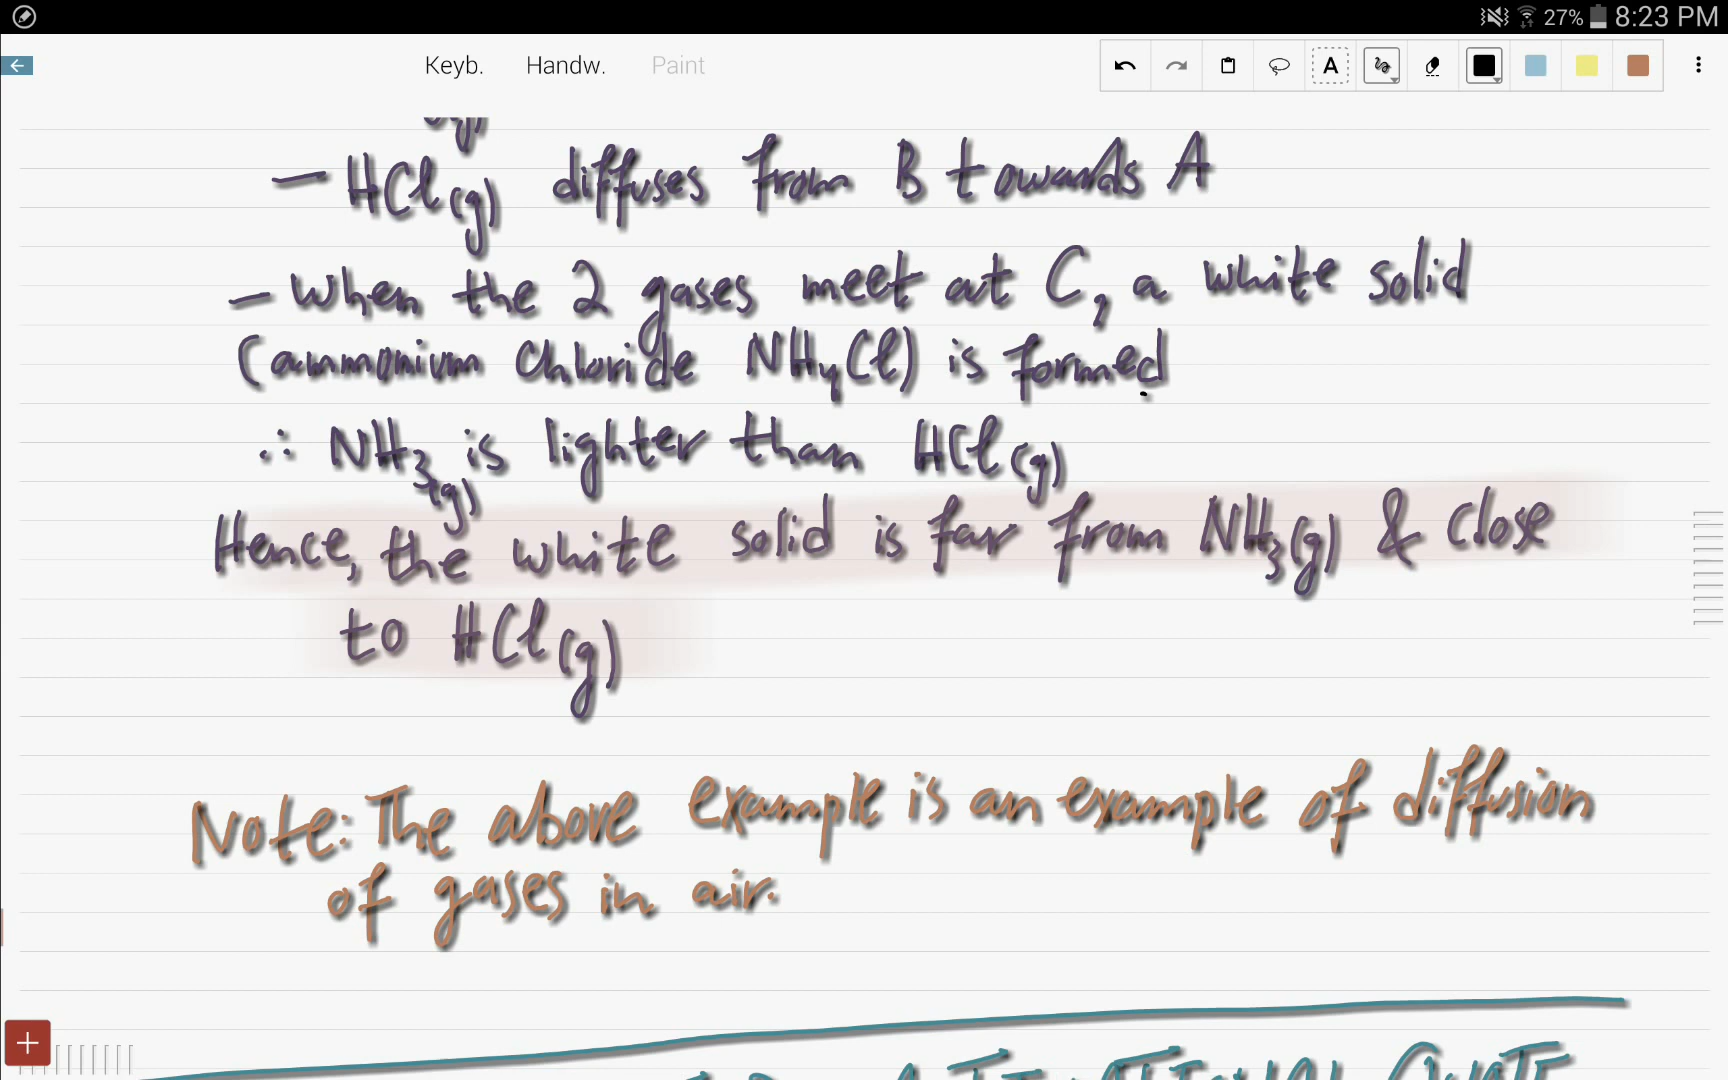 27% 8:23 PM
Keyb. Handw. Paint A
(g)
— HCl(g) diffuses from B towards A
— When the 2 gases meet at C, a white solid
(ammonium chloride NH4Cl) is formed
∴ NH3(g) is lighter than HCl(g)
Hence, the white solid is far from NH3(g) & close
to HCl(g)
Note: The above example is an example of diffusion
of gases in air.